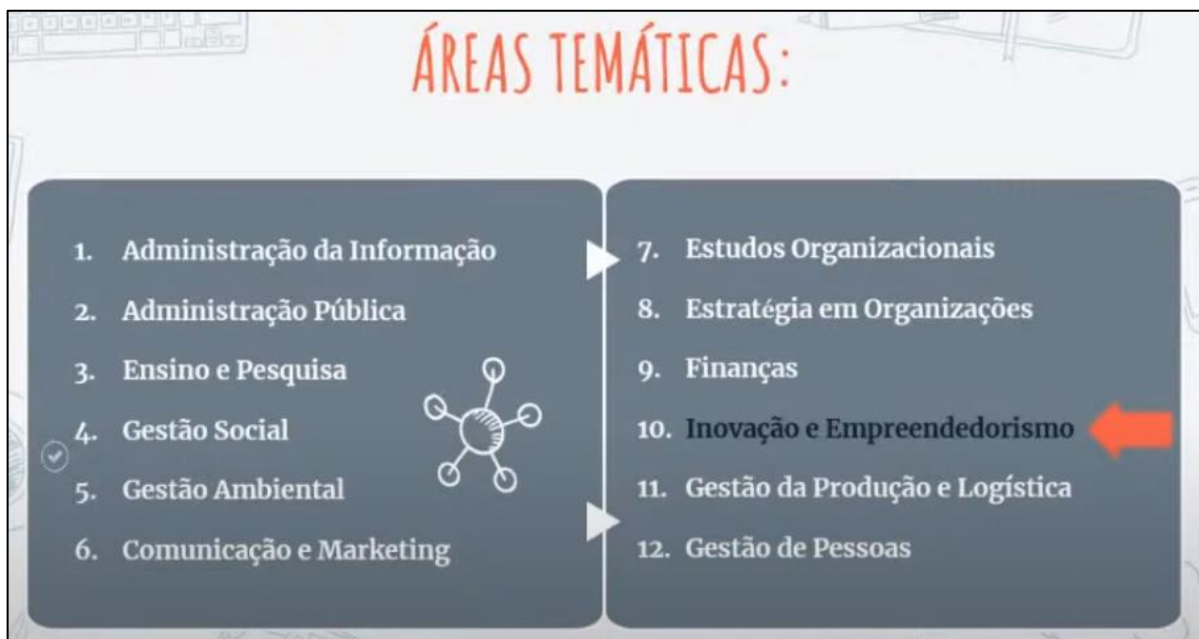 ÁREAS TEMÁTICAS:
1. Administração da Informação
2. Administração Pública
3. Ensino e Pesquisa
4. Gestão Social
5. Gestão Ambiental
6. Comunicação e Marketing
7. Estudos Organizacionais
8. Estratégia em Organizações
9. Finanças
10. Inovação e Empreendedorismo
11. Gestão da Produção e Logística
12. Gestão de Pessoas